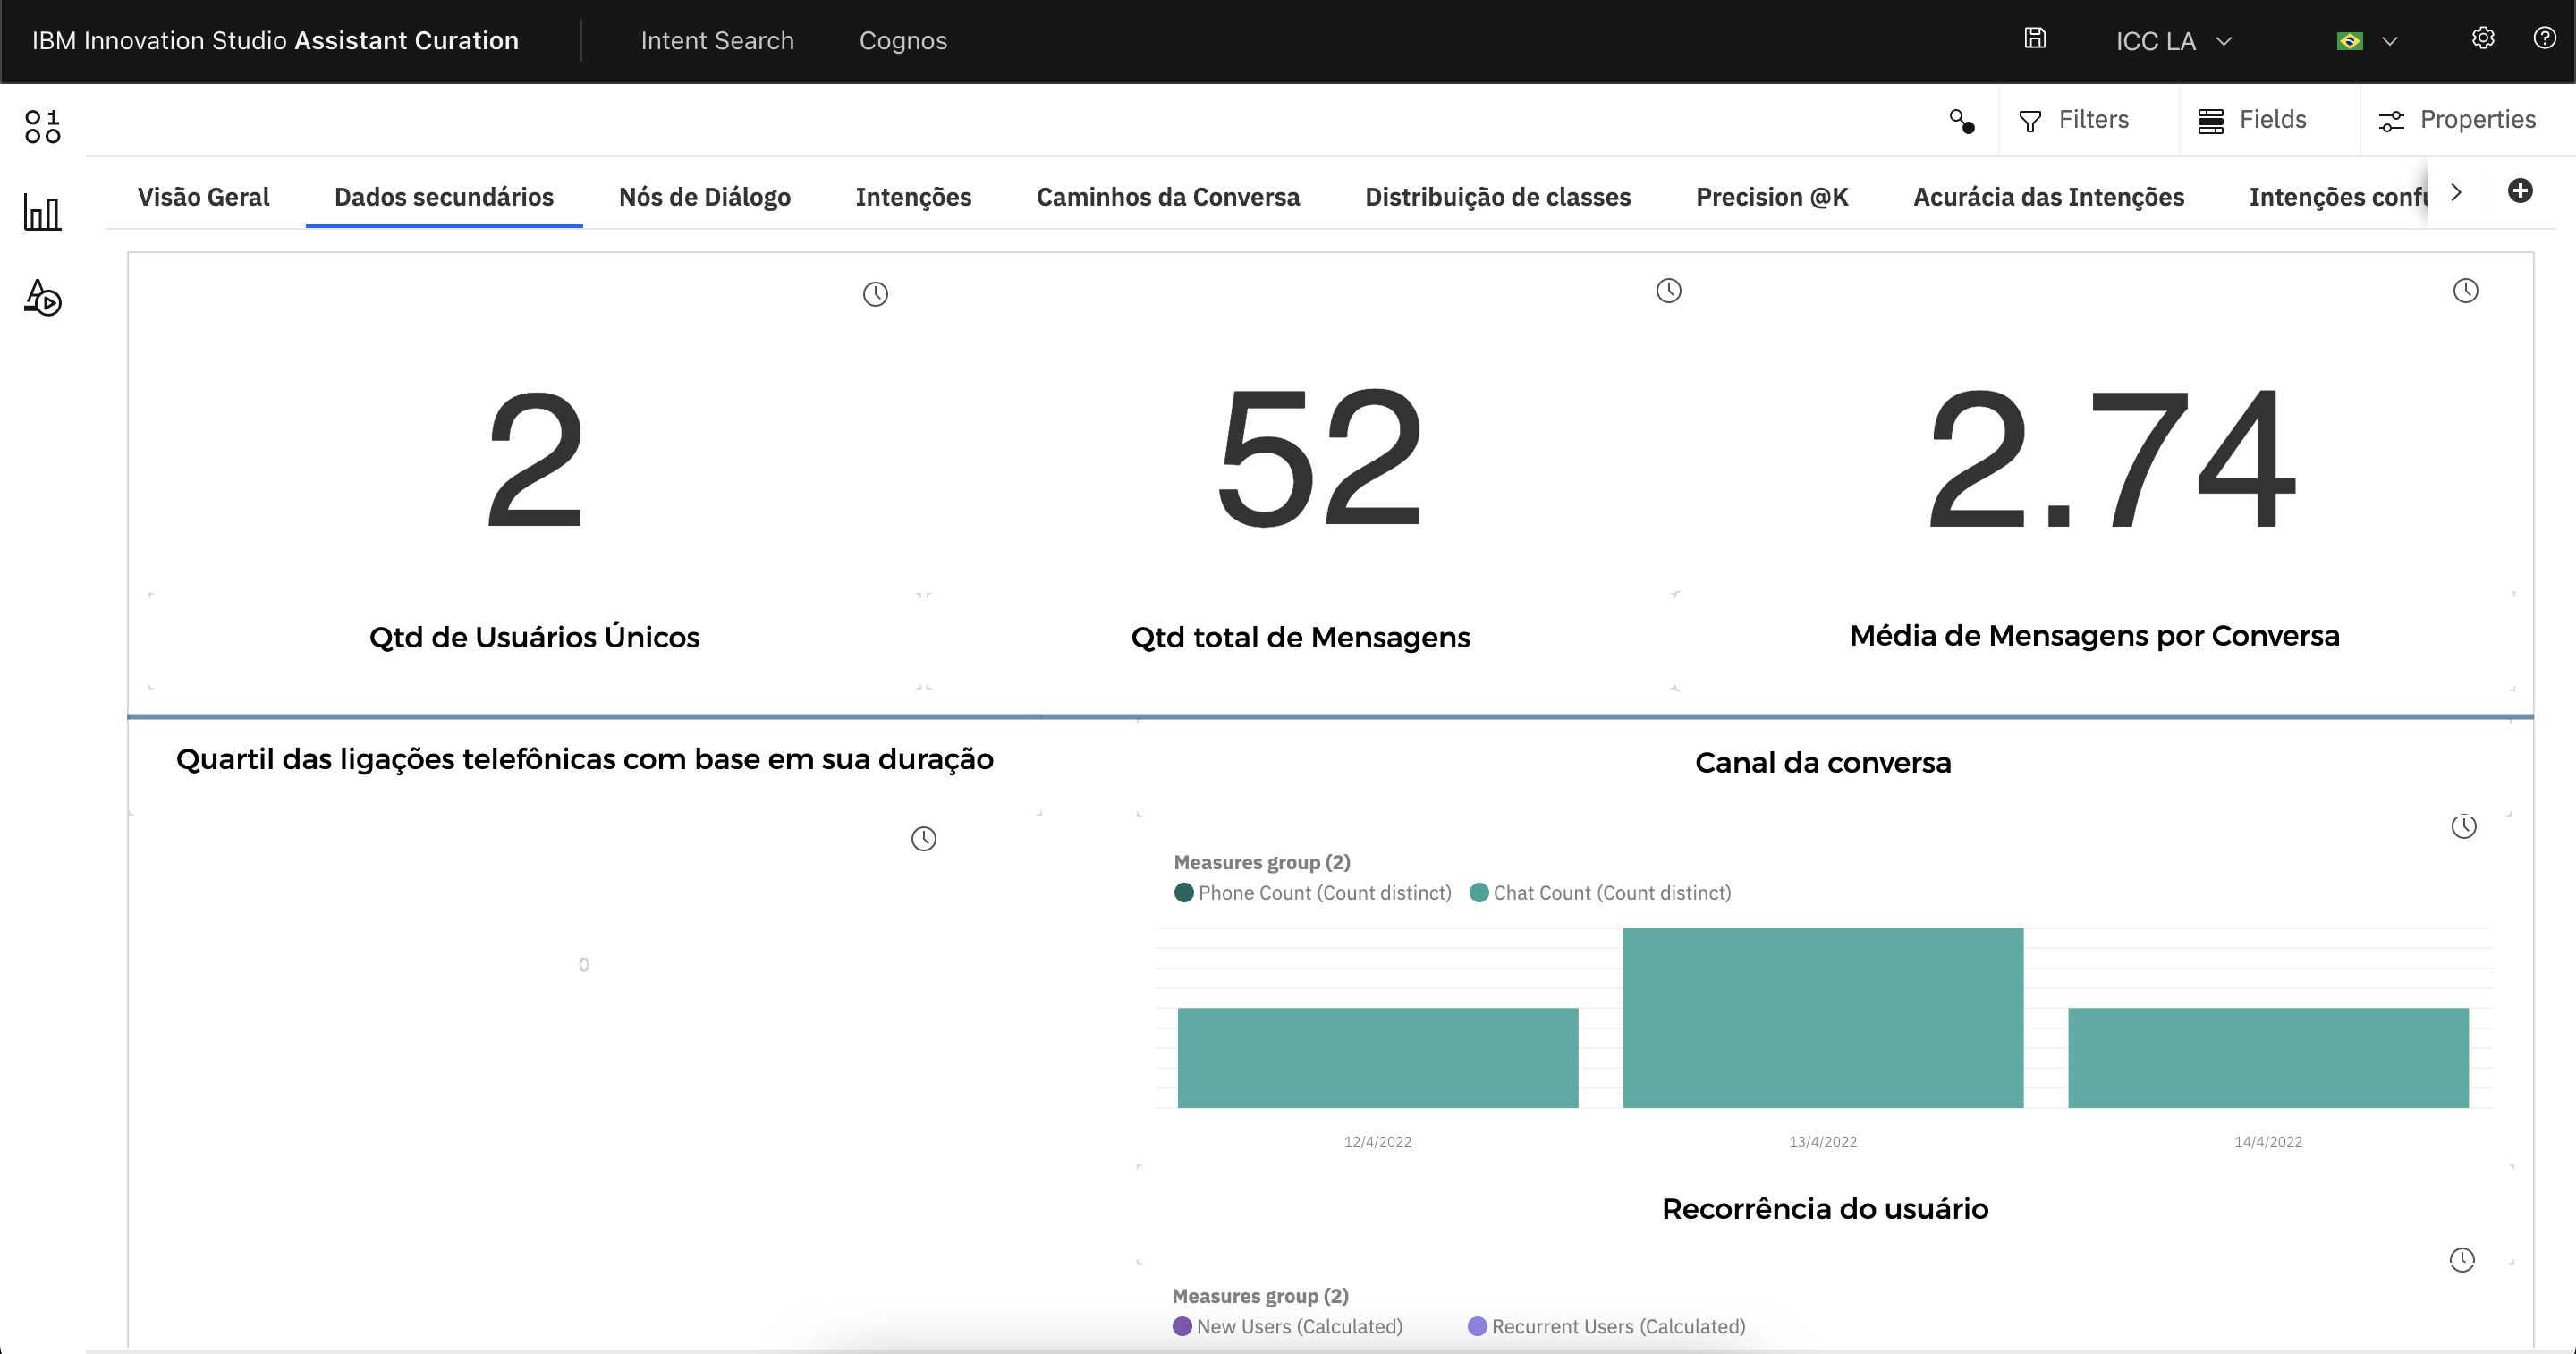 IBM Innovation Studio Assistant Curation
Intent Search
Cognos
ICC LA
Filters
Fields
Properties
Visão Geral
Dados secundários
Nós de Diálogo
Intenções
Caminhos da Conversa
Distribuição de classes
Precision @K
Acurácia das Intenções
Intenções
2
52
2.74
Qtd de Usuários Únicos
Qtd total de Mensagens
Média de Mensagens por Conversa
Quartil das ligações telefônicas com base em sua duração
0
Canal da conversa
Measures group (2)
Phone Count (Count distinct)
Chat Count (Count distinct)
12/4/2022
13/4/2022
14/4/2022
Recorrência do usuário
Measures group (2)
New Users (Calculated)
Recurrent Users (Calculated)